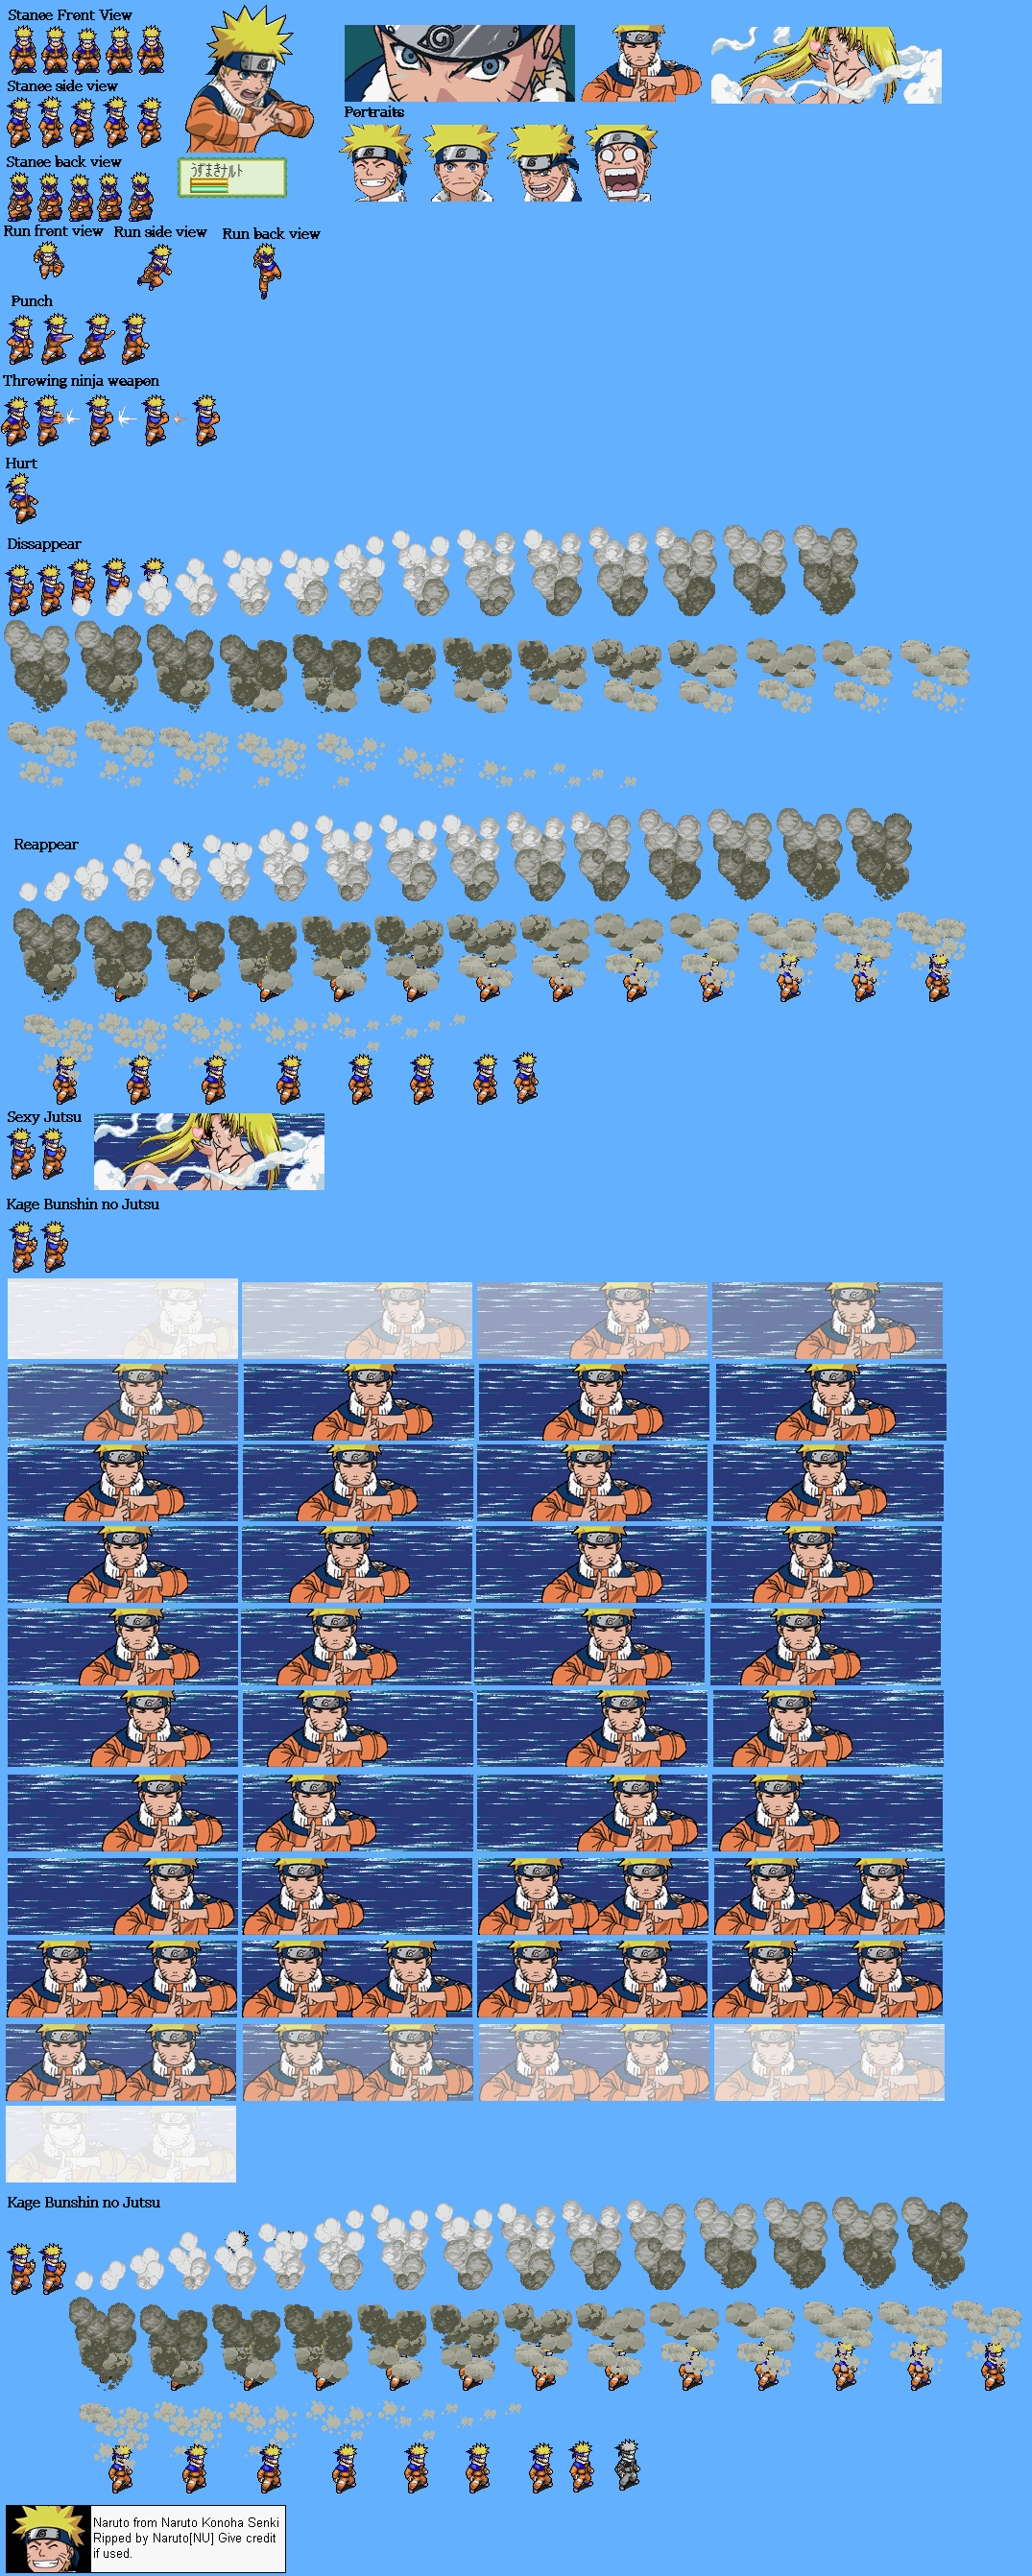 Stance Front View
Stance side view
Stance back view
うずまきナルト
Portraits
Run front view
Run side view
Run back view
Punch
Throwing ninja weapon
Hurt
Dissappear
Reappear
Sexy Jutsu
Kage Bunshin no Jutsu
Kage Bunshin no Jutsu
Naruto from Naruto Konoha Senki
Ripped by Naruto[NU] Give credit
if used.